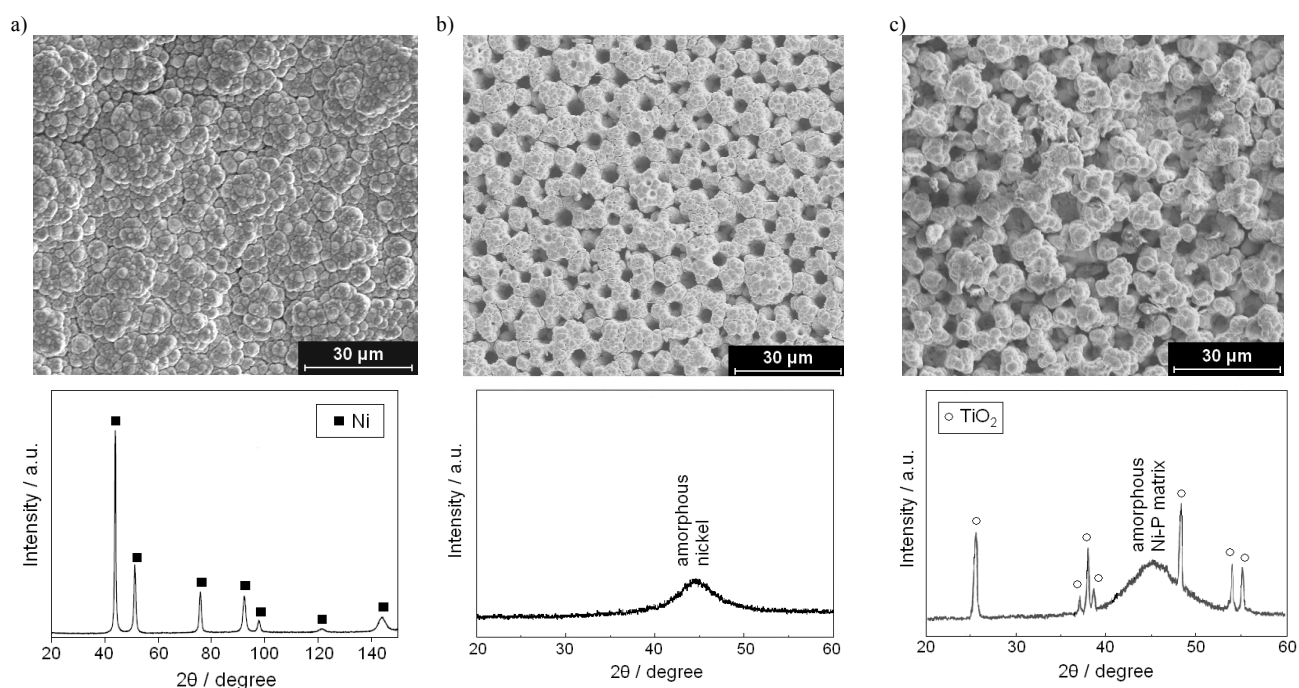 a)
b)
c)
30 µm
30 µm
30 µm
Ni
Intensity / a.u.
20 40 60 80 100 120 140
2θ / degree
amorphous
nickel
Intensity / a.u.
20 30 40 50 60
2θ / degree
TiO₂
amorphous
Ni-P matrix
Intensity / a.u.
20 30 40 50 60
2θ / degree